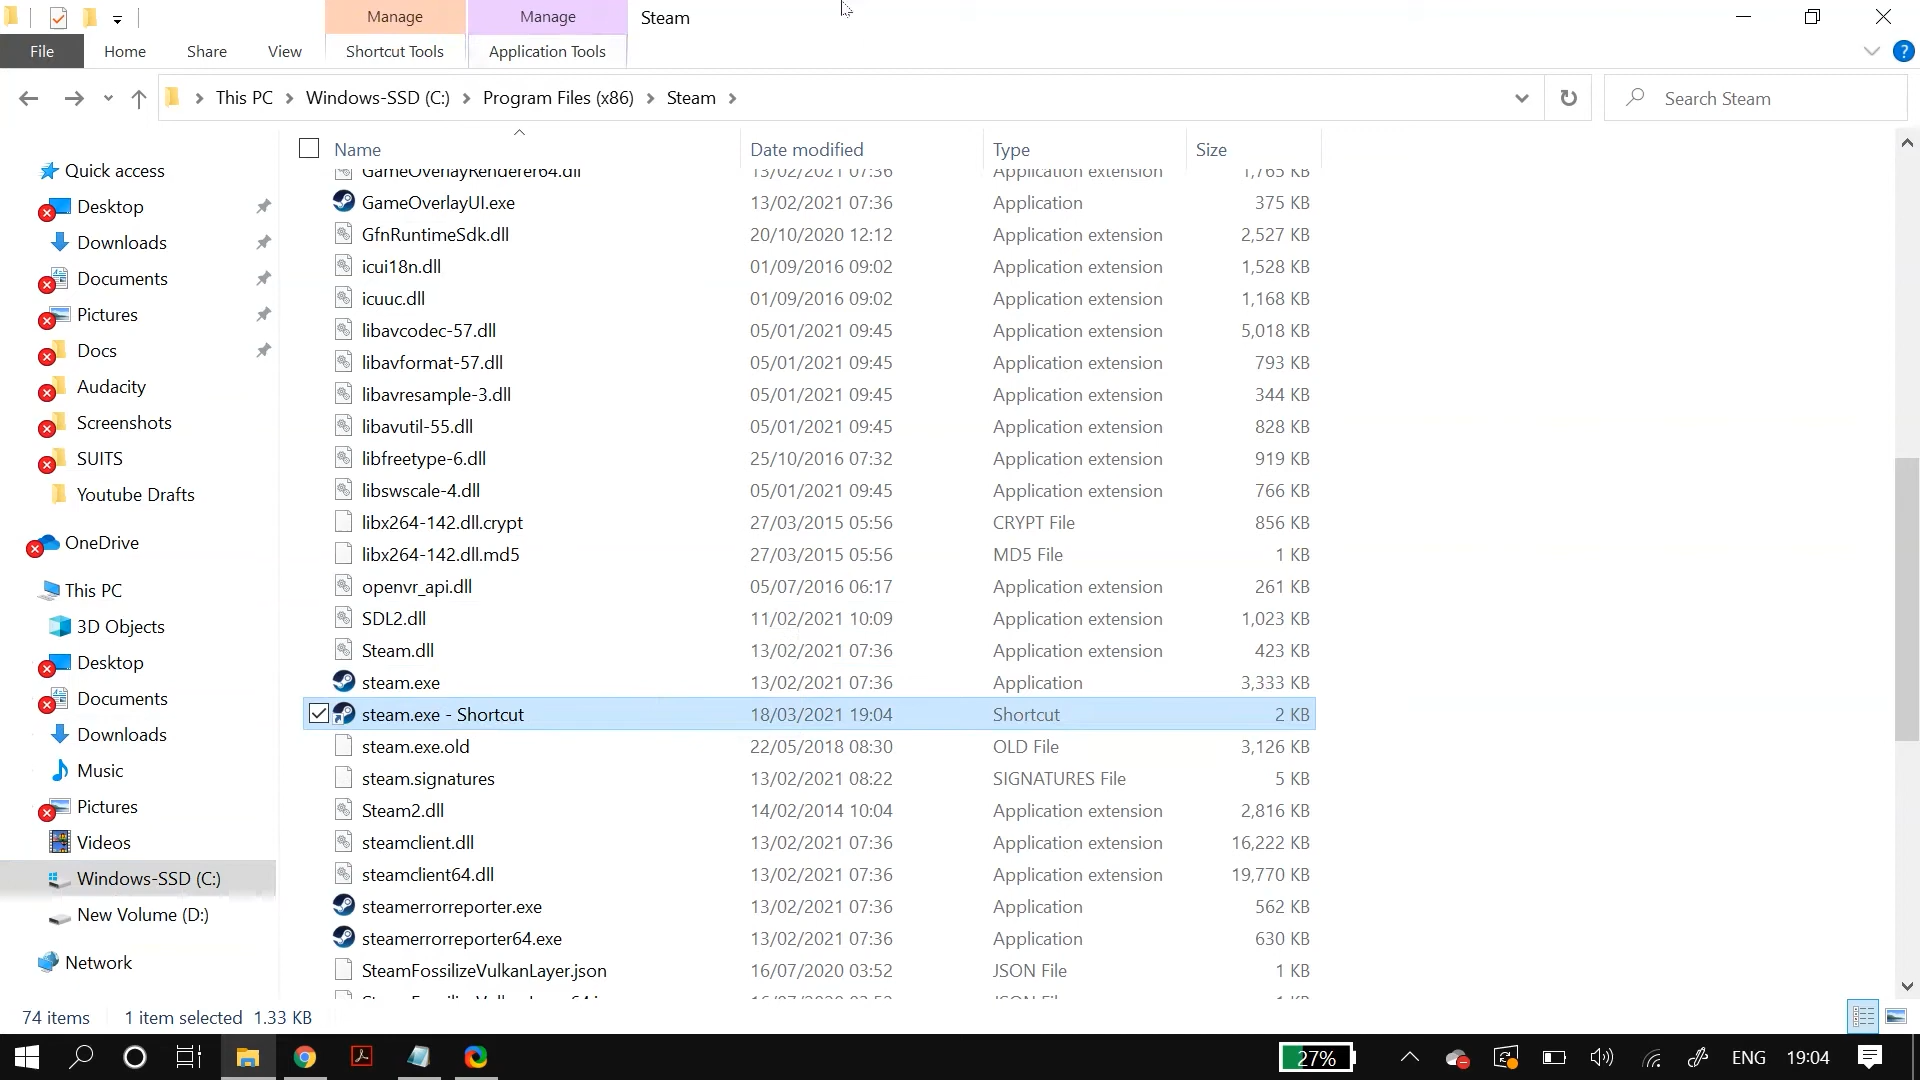 Manage Manage Steam
File Home Share View Shortcut Tools Application Tools
This PC Windows-SSD (C:) Program Files (x86) Steam Search Steam
Name Date modified Type Size
GameOverlayRenderer64.dll 13/02/2021 07:36 Application extension 1,765 KB
GameOverlayUI.exe 13/02/2021 07:36 Application 375 KB
GfnRuntimeSdk.dll 20/10/2020 12:12 Application extension 2,527 KB
icui18n.dll 01/09/2016 09:02 Application extension 1,528 KB
icuuc.dll 01/09/2016 09:02 Application extension 1,168 KB
libavcodec-57.dll 05/01/2021 09:45 Application extension 5,018 KB
libavformat-57.dll 05/01/2021 09:45 Application extension 793 KB
libavresample-3.dll 05/01/2021 09:45 Application extension 344 KB
libavutil-55.dll 05/01/2021 09:45 Application extension 828 KB
libfreetype-6.dll 25/10/2016 07:32 Application extension 919 KB
libswscale-4.dll 05/01/2021 09:45 Application extension 766 KB
libx264-142.dll.crypt 27/03/2015 05:56 CRYPT File 856 KB
libx264-142.dll.md5 27/03/2015 05:56 MD5 File 1 KB
openvr_api.dll 05/07/2016 06:17 Application extension 261 KB
SDL2.dll 11/02/2021 10:09 Application extension 1,023 KB
Steam.dll 13/02/2021 07:36 Application extension 423 KB
steam.exe 13/02/2021 07:36 Application 3,333 KB
steam.exe - Shortcut 18/03/2021 19:04 Shortcut 2 KB
steam.exe.old 22/05/2018 08:30 OLD File 3,126 KB
steam.signatures 13/02/2021 08:22 SIGNATURES File 5 KB
Steam2.dll 14/02/2014 10:04 Application extension 2,816 KB
steamclient.dll 13/02/2021 07:36 Application extension 16,222 KB
steamclient64.dll 13/02/2021 07:36 Application extension 19,770 KB
steamerrorreporter.exe 13/02/2021 07:36 Application 562 KB
steamerrorreporter64.exe 13/02/2021 07:36 Application 630 KB
SteamFossilizeVulkanLayer.json 16/07/2020 03:52 JSON File 1 KB
Quick access
Desktop
Downloads
Documents
Pictures
Docs
Audacity
Screenshots
SUITS
Youtube Drafts
OneDrive
This PC
3D Objects
Desktop
Documents
Downloads
Music
Pictures
Videos
Windows-SSD (C:)
New Volume (D:)
Network
74 items 1 item selected 1.33 KB
27% ENG 19:04